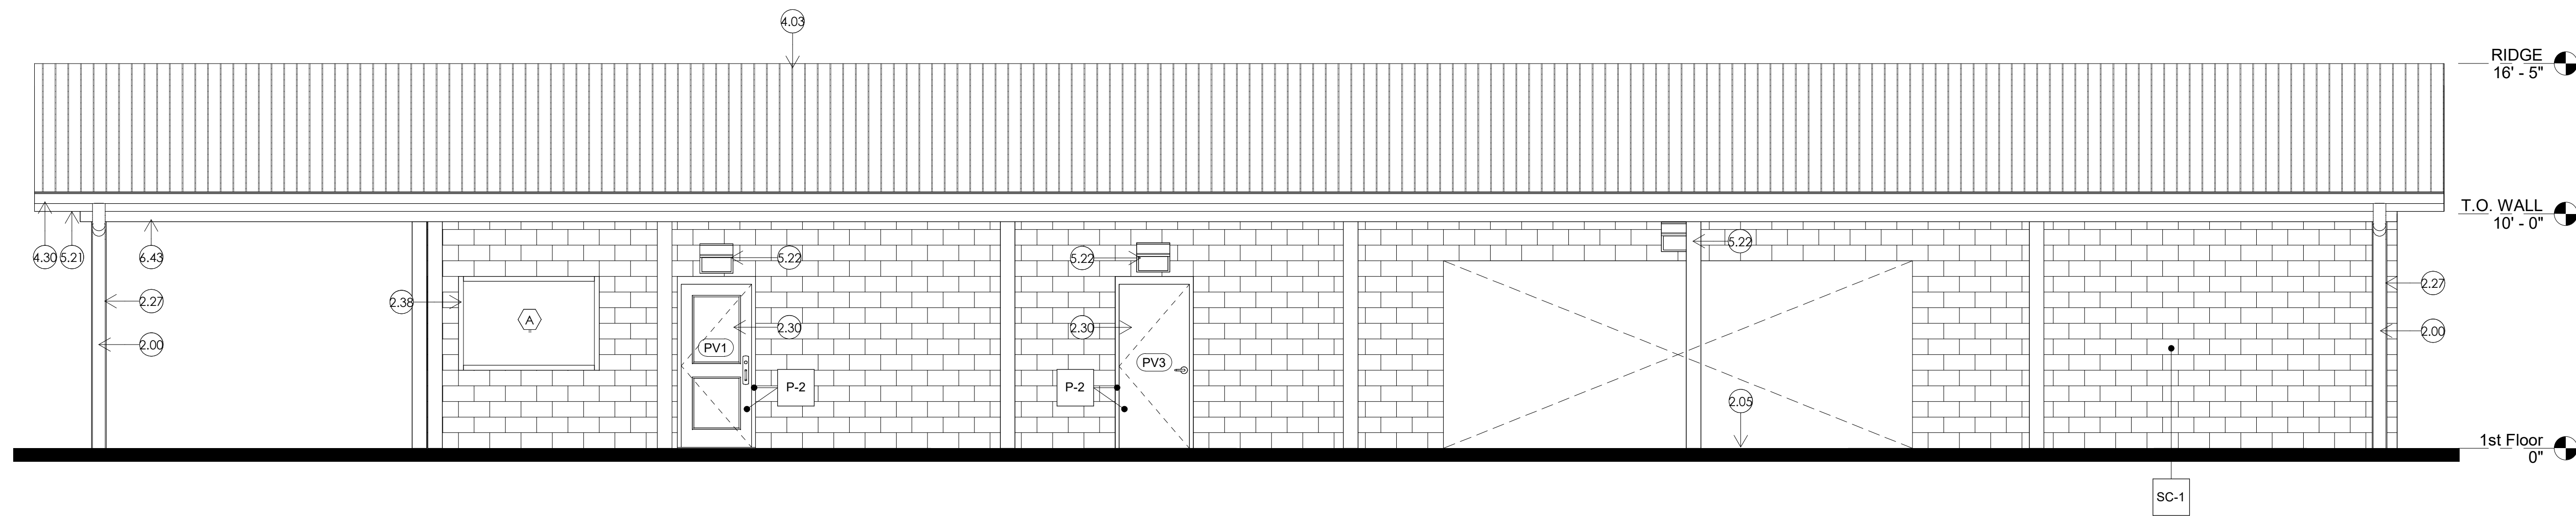 4.03
RIDGE
16' - 5"
T.O. WALL
10' - 0"
4.30
5.21
6.43
5.22
5.22
5.22
2.27
2.38
2.27
A
2.00
2.30
2.30
2.00
PV1
PV3
P-2
P-2
2.05
1st Floor
0"
SC-1